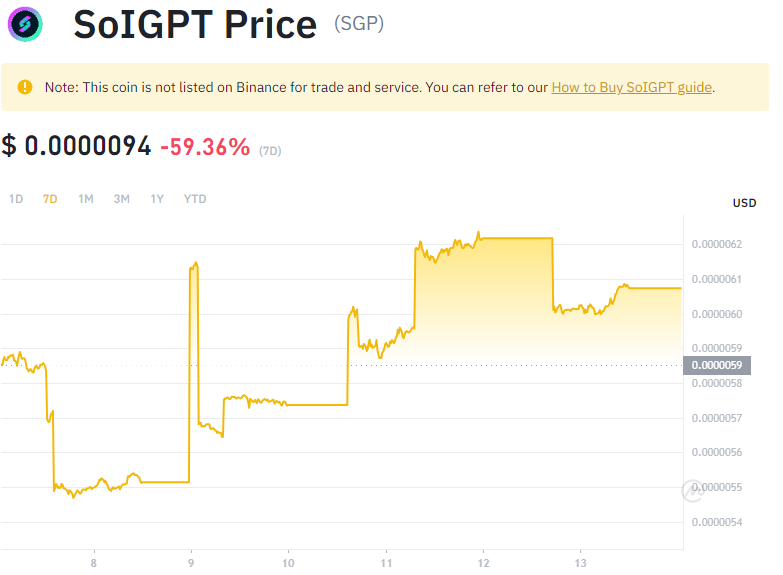 SoIGPT Price (SGP)
Note: This coin is not listed on Binance for trade and service. You can refer to our How to Buy SoIGPT guide.
$ 0.0000094 -59.36% (7D)
1D 7D 1M 3M 1Y YTD
USD
0.0000062
0.0000061
0.0000060
0.0000059
0.0000059
0.0000058
0.0000057
0.0000056
0.0000055
0.0000054
8 9 10 11 12 13